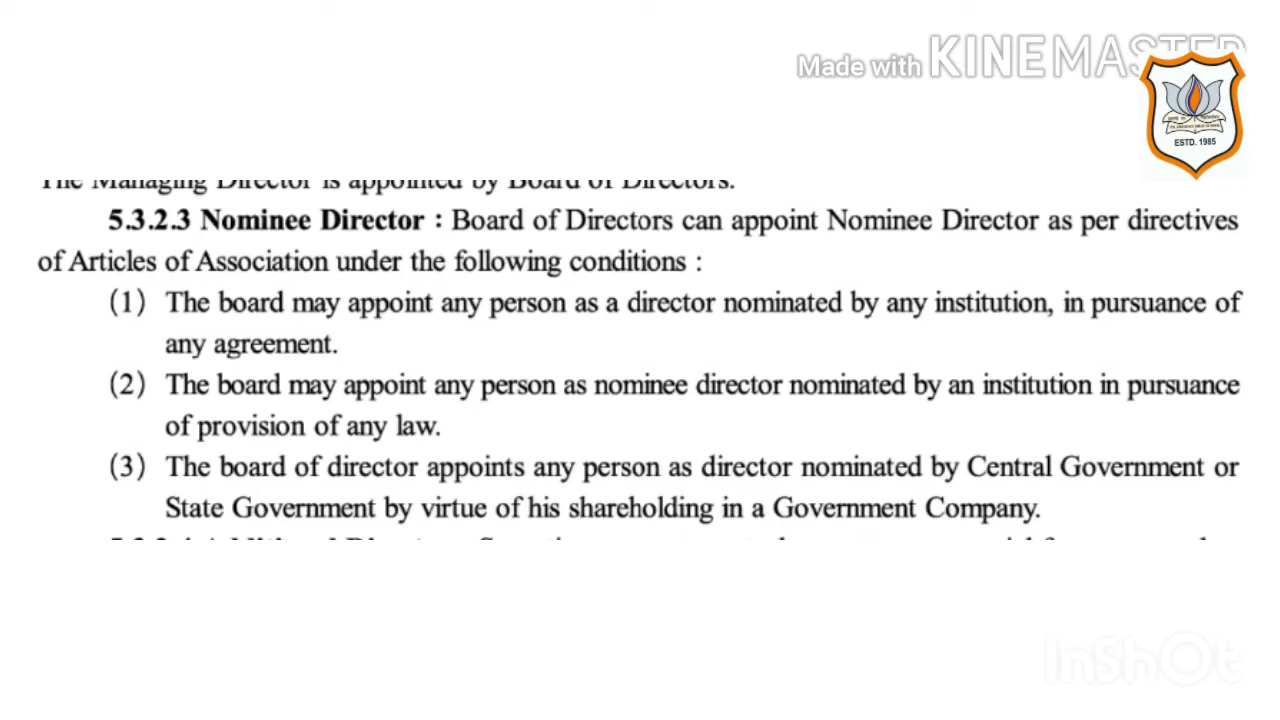 Made with KINEMASTER
ESTD. 1985
The Managing Director is appointed by Board of Directors.
5.3.2.3 Nominee Director : Board of Directors can appoint Nominee Director as per directives
of Articles of Association under the following conditions :
(1) The board may appoint any person as a director nominated by any institution, in pursuance of
any agreement.
(2) The board may appoint any person as nominee director nominated by an institution in pursuance
of provision of any law.
(3) The board of director appoints any person as director nominated by Central Government or
State Government by virtue of his shareholding in a Government Company.
InShOt